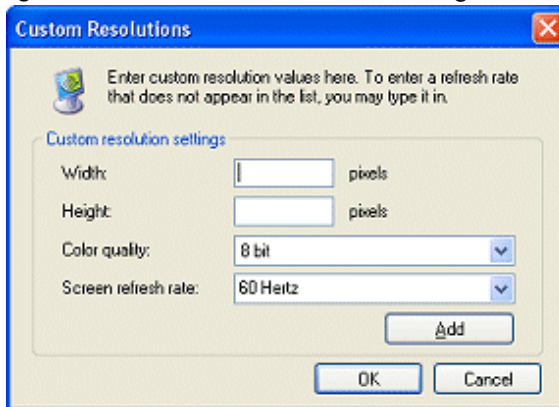 Custom Resolutions
Enter custom resolution values here. To enter a refresh rate
that does not appear in the list, you may type it in.
Custom resolution settings
Width:
pixels
Height:
pixels
Color quality:
8 bit
Screen refresh rate:
60 Hertz
Add
OK
Cancel